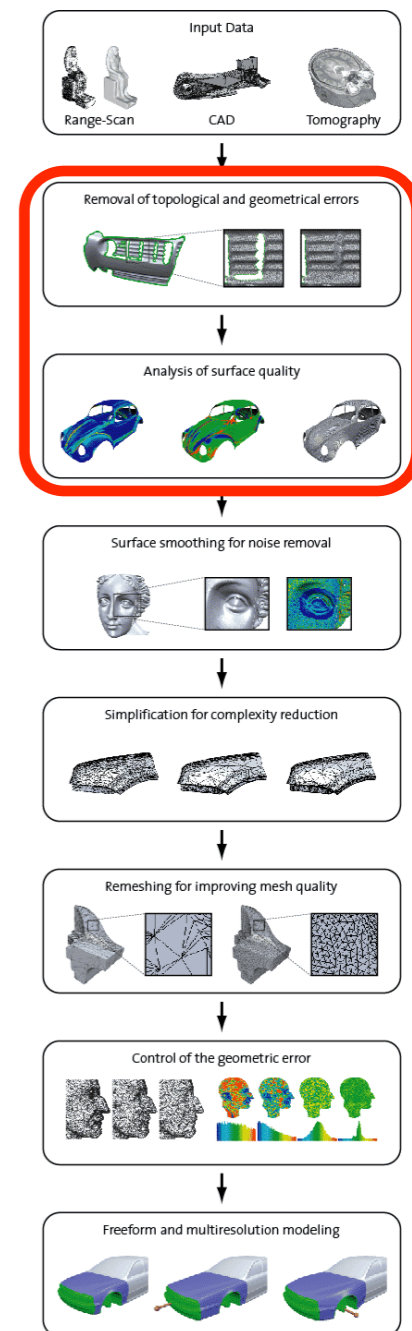 Input Data
Range-Scan CAD Tomography
Removal of topological and geometrical errors
Analysis of surface quality
Surface smoothing for noise removal
Simplification for complexity reduction
Remeshing for improving mesh quality
Control of the geometric error
Freeform and multiresolution modeling